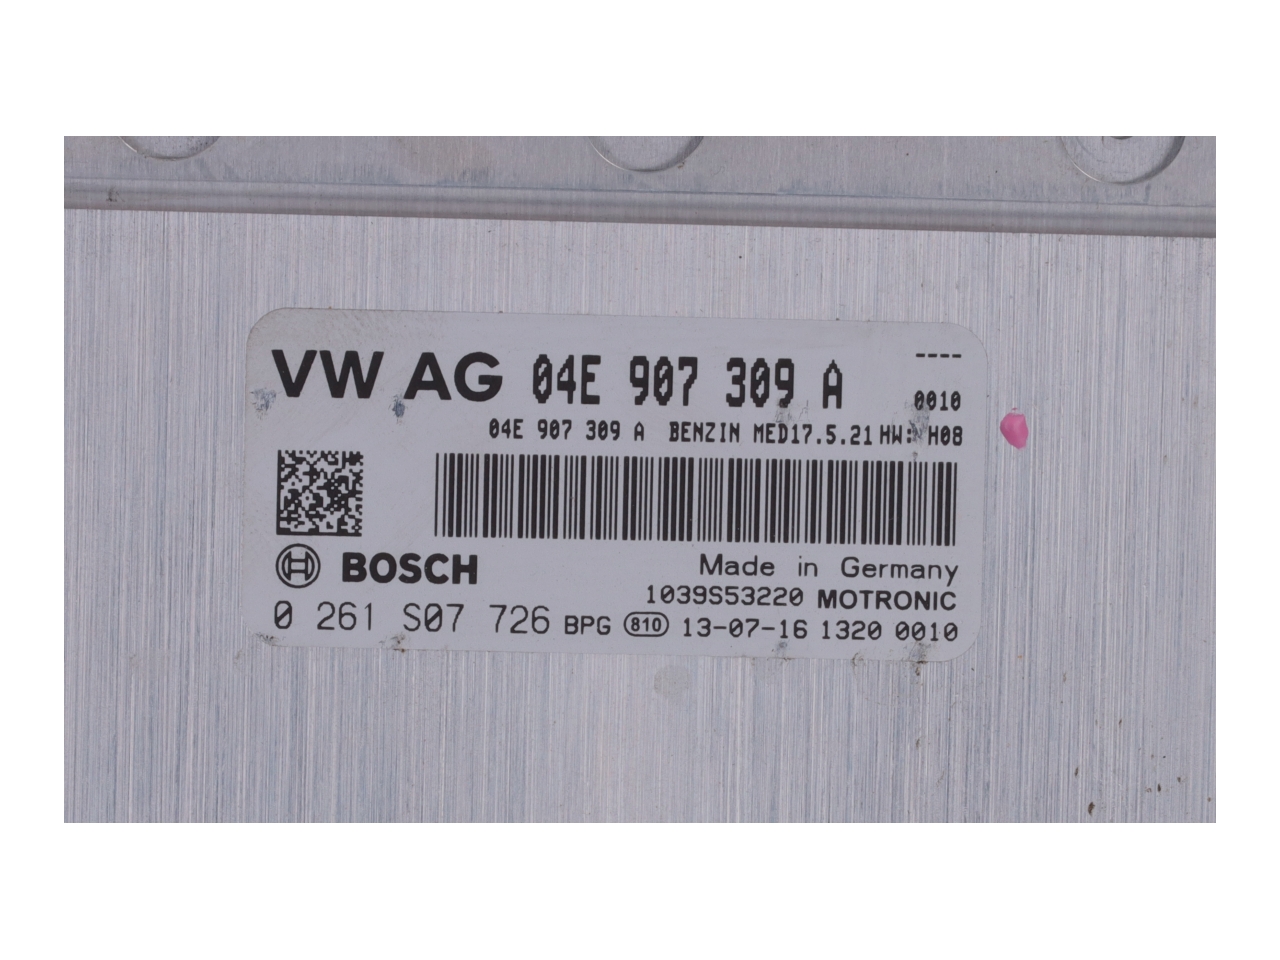 VW AG 04E 907 309 A ----
0010
04E 907 309 A BENZIN MED17.5.21 HW: H08
BOSCH
Made in Germany
1039S53220 MOTRONIC
0 261 S07 726 BPG 810 13-07-16 1320 0010